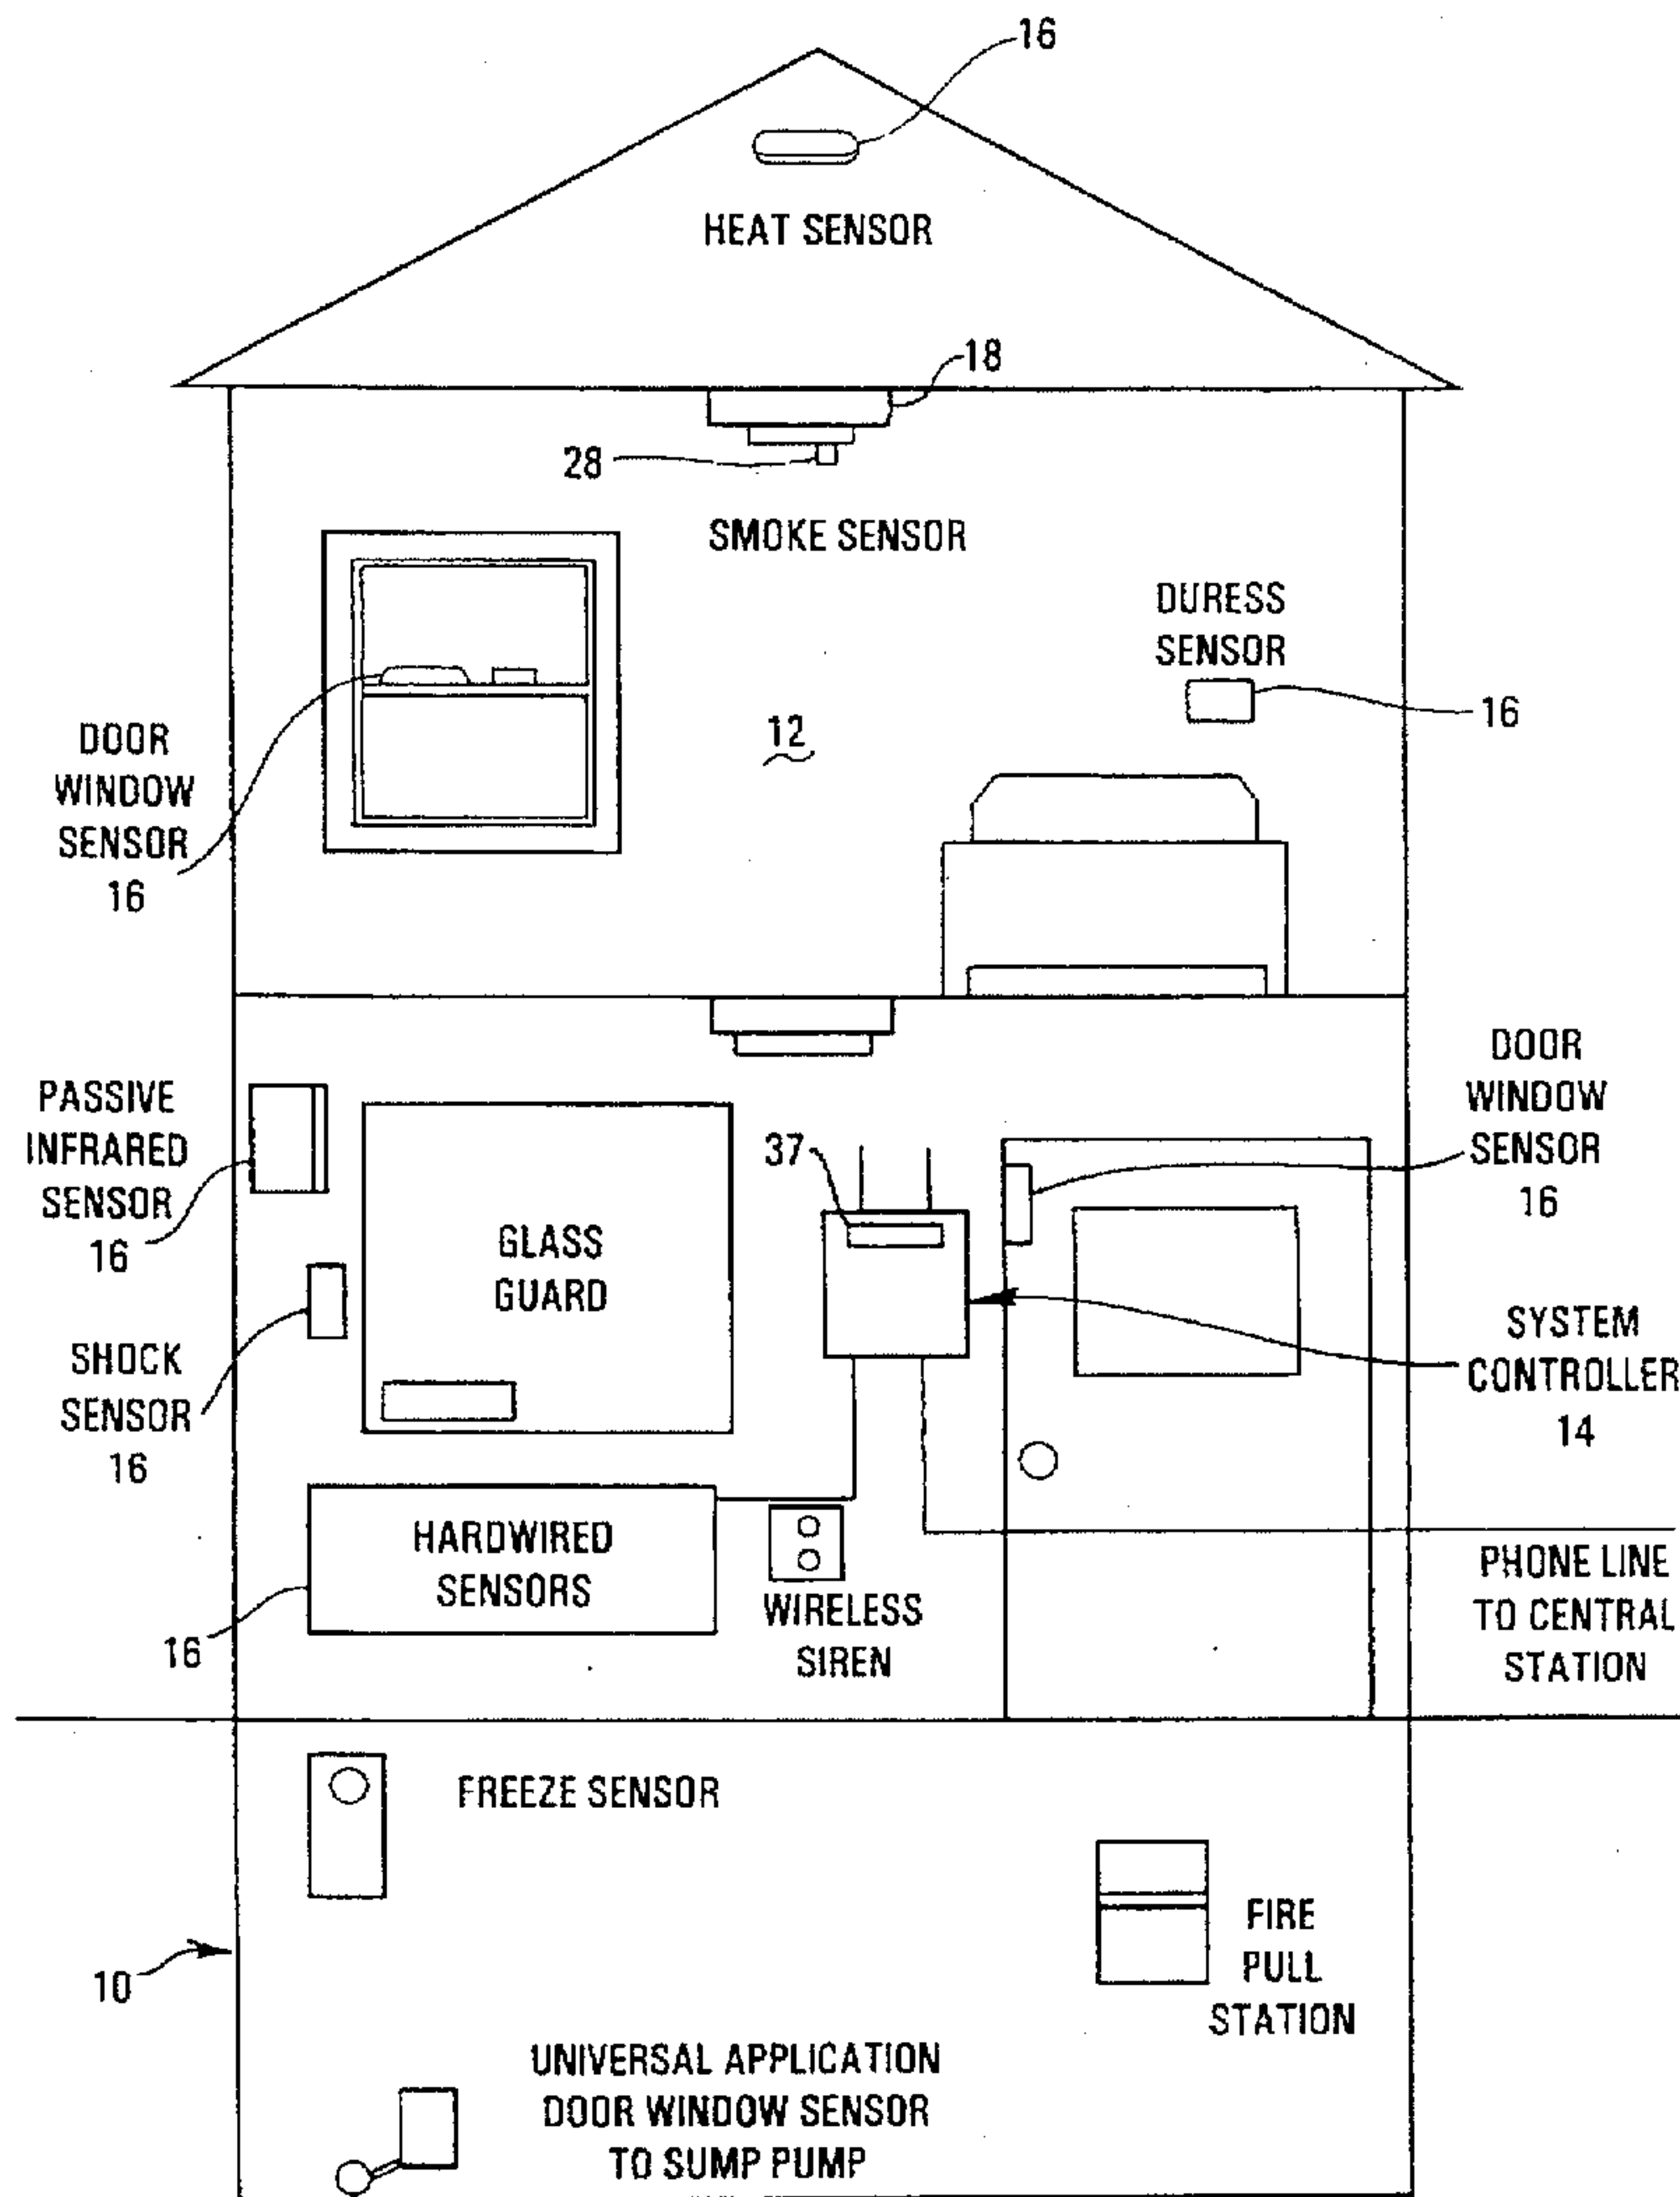 16
HEAT SENSOR
18
28
SMOKE SENSOR
DURESS
SENSOR
16
12
DOOR
WINDOW
SENSOR
16
PASSIVE
INFRARED
SENSOR
16
GLASS
GUARD
37
DOOR
WINDOW
SENSOR
16
SHOCK
SENSOR
16
SYSTEM
CONTROLLER
14
HARDWIRED
SENSORS
16
WIRELESS
SIREN
PHONE LINE
TO CENTRAL
STATION
FREEZE SENSOR
FIRE
PULL
STATION
10
UNIVERSAL APPLICATION
DOOR WINDOW SENSOR
TO SUMP PUMP